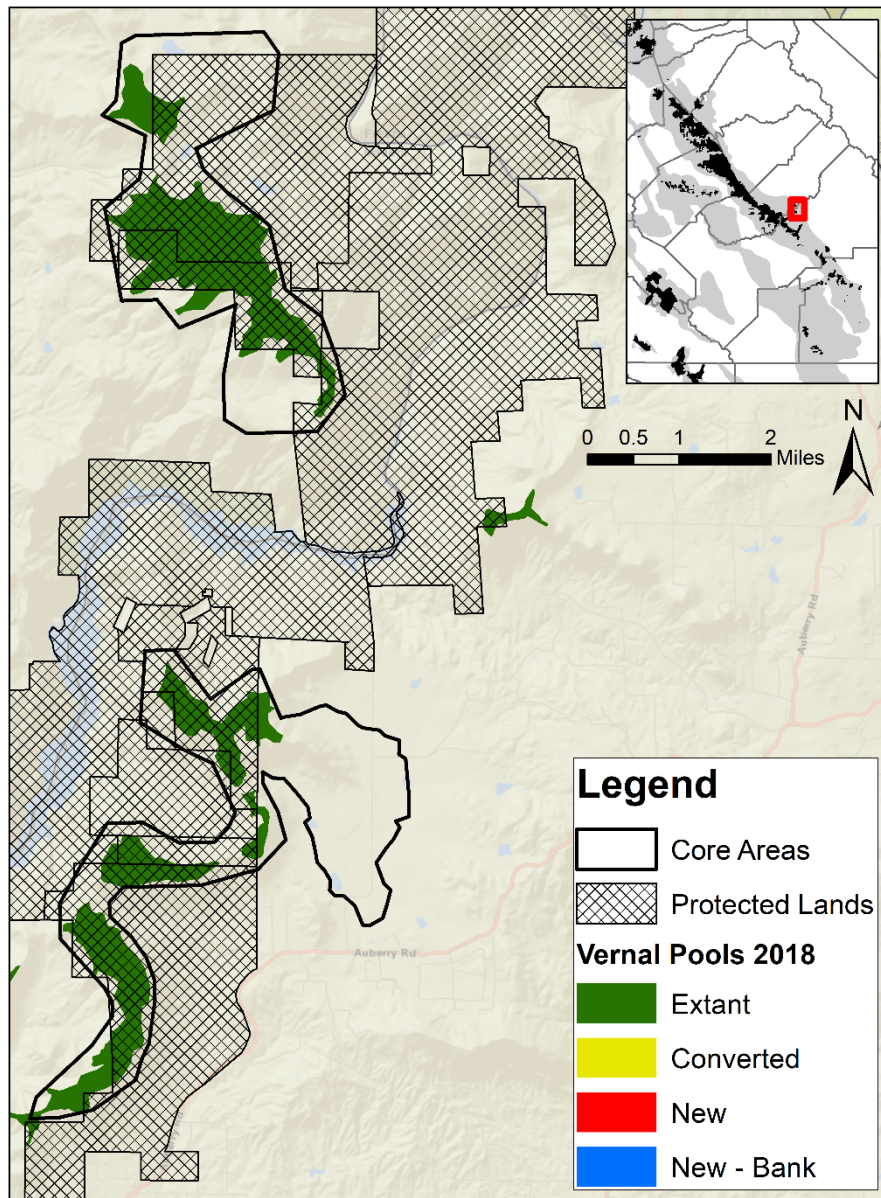 N
0 0.5 1 2
Miles
Auberry Rd
Auberry Rd
Legend
Core Areas
Protected Lands
Vernal Pools 2018
Extant
Converted
New
New - Bank